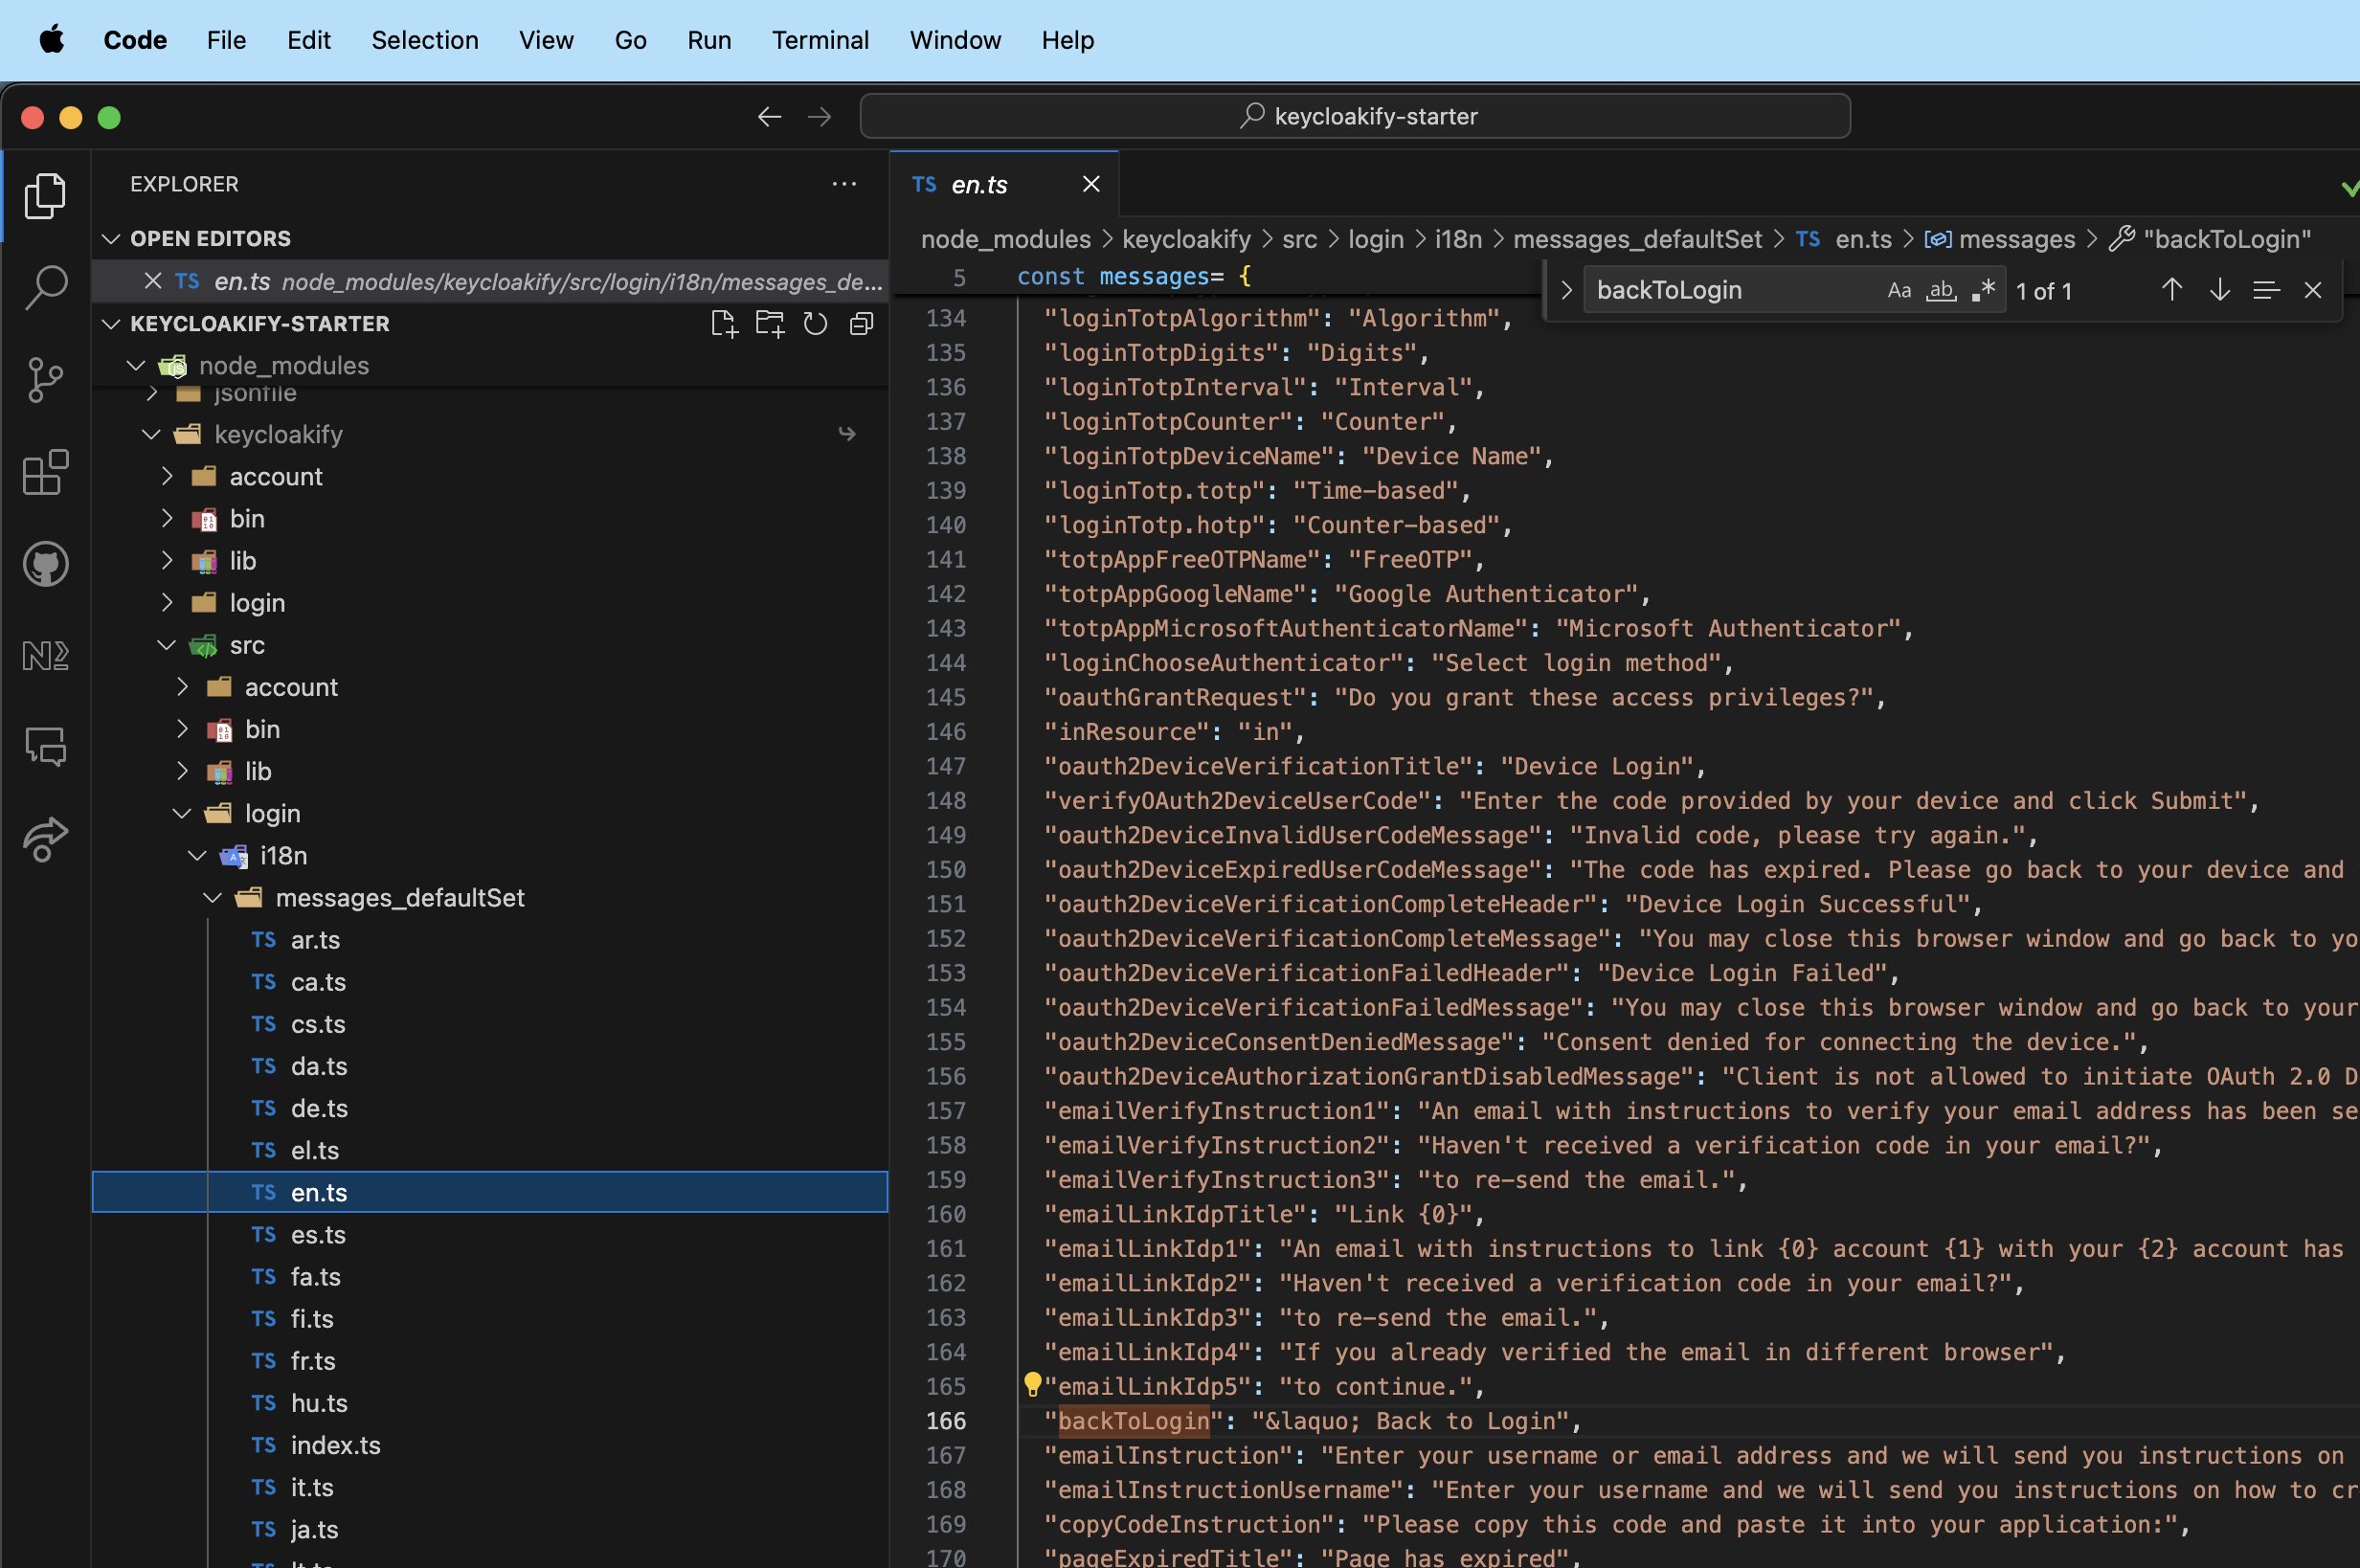 Code File Edit Selection View Go Run Terminal Window Help
keycloakify-starter
EXPLORER
OPEN EDITORS
TS en.ts node_modules/keycloakify/src/login/i18n/messages_de...
KEYCLOAKIFY-STARTER
node_modules
jsonfile
keycloakify
account
bin
lib
login
src
account
bin
lib
login
i18n
messages_defaultSet
TS ar.ts
TS ca.ts
TS cs.ts
TS da.ts
TS de.ts
TS el.ts
TS en.ts
TS es.ts
TS fa.ts
TS fi.ts
TS fr.ts
TS hu.ts
TS index.ts
TS it.ts
TS ja.ts
TS en.ts
node_modules > keycloakify > src > login > i18n > messages_defaultSet > TS en.ts > messages > "backToLogin"
backToLogin Aa ab .* 1 of 1
5 const messages= {
134 "loginTotpAlgorithm": "Algorithm",
135 "loginTotpDigits": "Digits",
136 "loginTotpInterval": "Interval",
137 "loginTotpCounter": "Counter",
138 "loginTotpDeviceName": "Device Name",
139 "loginTotp.totp": "Time-based",
140 "loginTotp.hotp": "Counter-based",
141 "totpAppFreeOTPName": "FreeOTP",
142 "totpAppGoogleName": "Google Authenticator",
143 "totpAppMicrosoftAuthenticatorName": "Microsoft Authenticator",
144 "loginChooseAuthenticator": "Select login method",
145 "oauthGrantRequest": "Do you grant these access privileges?",
146 "inResource": "in",
147 "oauth2DeviceVerificationTitle": "Device Login",
148 "verifyOAuth2DeviceUserCode": "Enter the code provided by your device and click Submit",
149 "oauth2DeviceInvalidUserCodeMessage": "Invalid code, please try again.",
150 "oauth2DeviceExpiredUserCodeMessage": "The code has expired. Please go back to your device and
151 "oauth2DeviceVerificationCompleteHeader": "Device Login Successful",
152 "oauth2DeviceVerificationCompleteMessage": "You may close this browser window and go back to yo
153 "oauth2DeviceVerificationFailedHeader": "Device Login Failed",
154 "oauth2DeviceVerificationFailedMessage": "You may close this browser window and go back to your
155 "oauth2DeviceConsentDeniedMessage": "Consent denied for connecting the device.",
156 "oauth2DeviceAuthorizationGrantDisabledMessage": "Client is not allowed to initiate OAuth 2.0 D
157 "emailVerifyInstruction1": "An email with instructions to verify your email address has been se
158 "emailVerifyInstruction2": "Haven't received a verification code in your email?",
159 "emailVerifyInstruction3": "to re-send the email.",
160 "emailLinkIdpTitle": "Link {0}",
161 "emailLinkIdp1": "An email with instructions to link {0} account {1} with your {2} account has
162 "emailLinkIdp2": "Haven't received a verification code in your email?",
163 "emailLinkIdp3": "to re-send the email.",
164 "emailLinkIdp4": "If you already verified the email in different browser",
165 "emailLinkIdp5": "to continue.",
166 "backToLogin": "&laquo; Back to Login",
167 "emailInstruction": "Enter your username or email address and we will send you instructions on
168 "emailInstructionUsername": "Enter your username and we will send you instructions on how to cr
169 "copyCodeInstruction": "Please copy this code and paste it into your application:",
170 "pageExpiredTitle": "Page has expired",